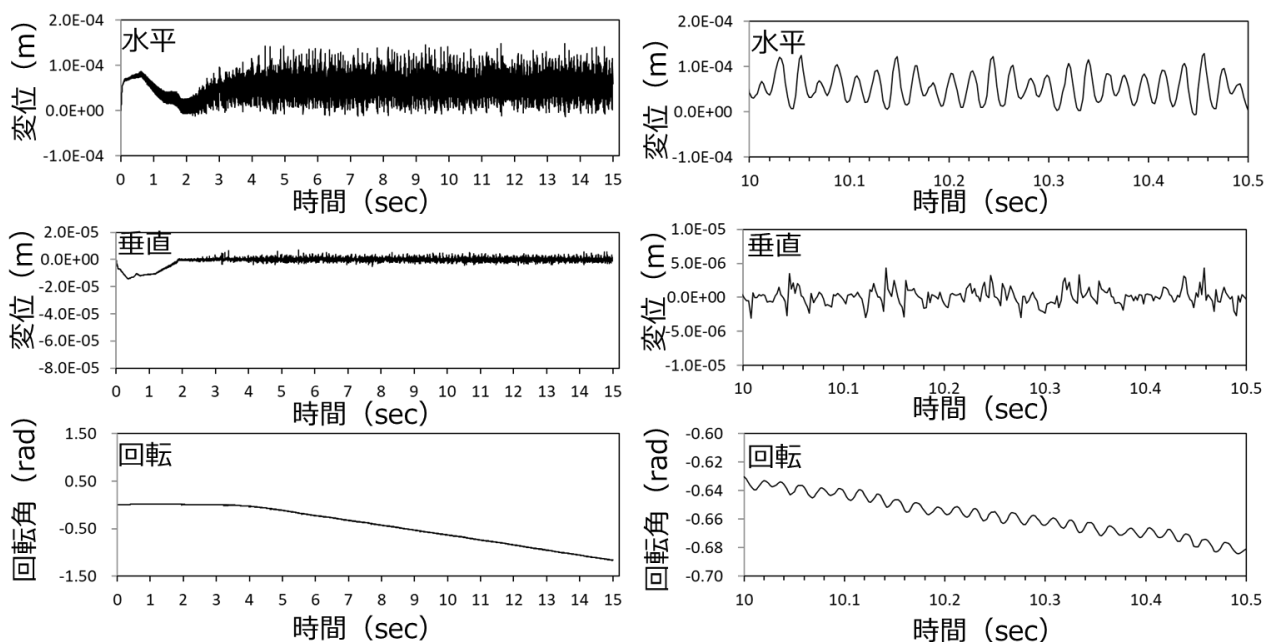 水平
変位（m）
2.0E-04
1.0E-04
0.0E+00
-1.0E-04
0 1 2 3 4 5 6 7 8 9 10 11 12 13 14 15
時間（sec）
水平
変位（m）
2.0E-04
1.0E-04
0.0E+00
-1.0E-04
10 10.1 10.2 10.3 10.4 10.5
時間（sec）
垂直
変位（m）
2.0E-05
0.0E+00
-2.0E-05
-4.0E-05
-6.0E-05
-8.0E-05
0 1 2 3 4 5 6 7 8 9 10 11 12 13 14 15
時間（sec）
垂直
変位（m）
1.0E-05
5.0E-06
0.0E+00
-5.0E-06
-1.0E-05
10 10.1 10.2 10.3 10.4 10.5
時間（sec）
回転
回転角（rad）
1.50
0.50
-0.50
-1.50
0 1 2 3 4 5 6 7 8 9 10 11 12 13 14 15
時間（sec）
回転
回転角（rad）
-0.60
-0.62
-0.64
-0.66
-0.68
-0.70
10 10.1 10.2 10.3 10.4 10.5
時間（sec）